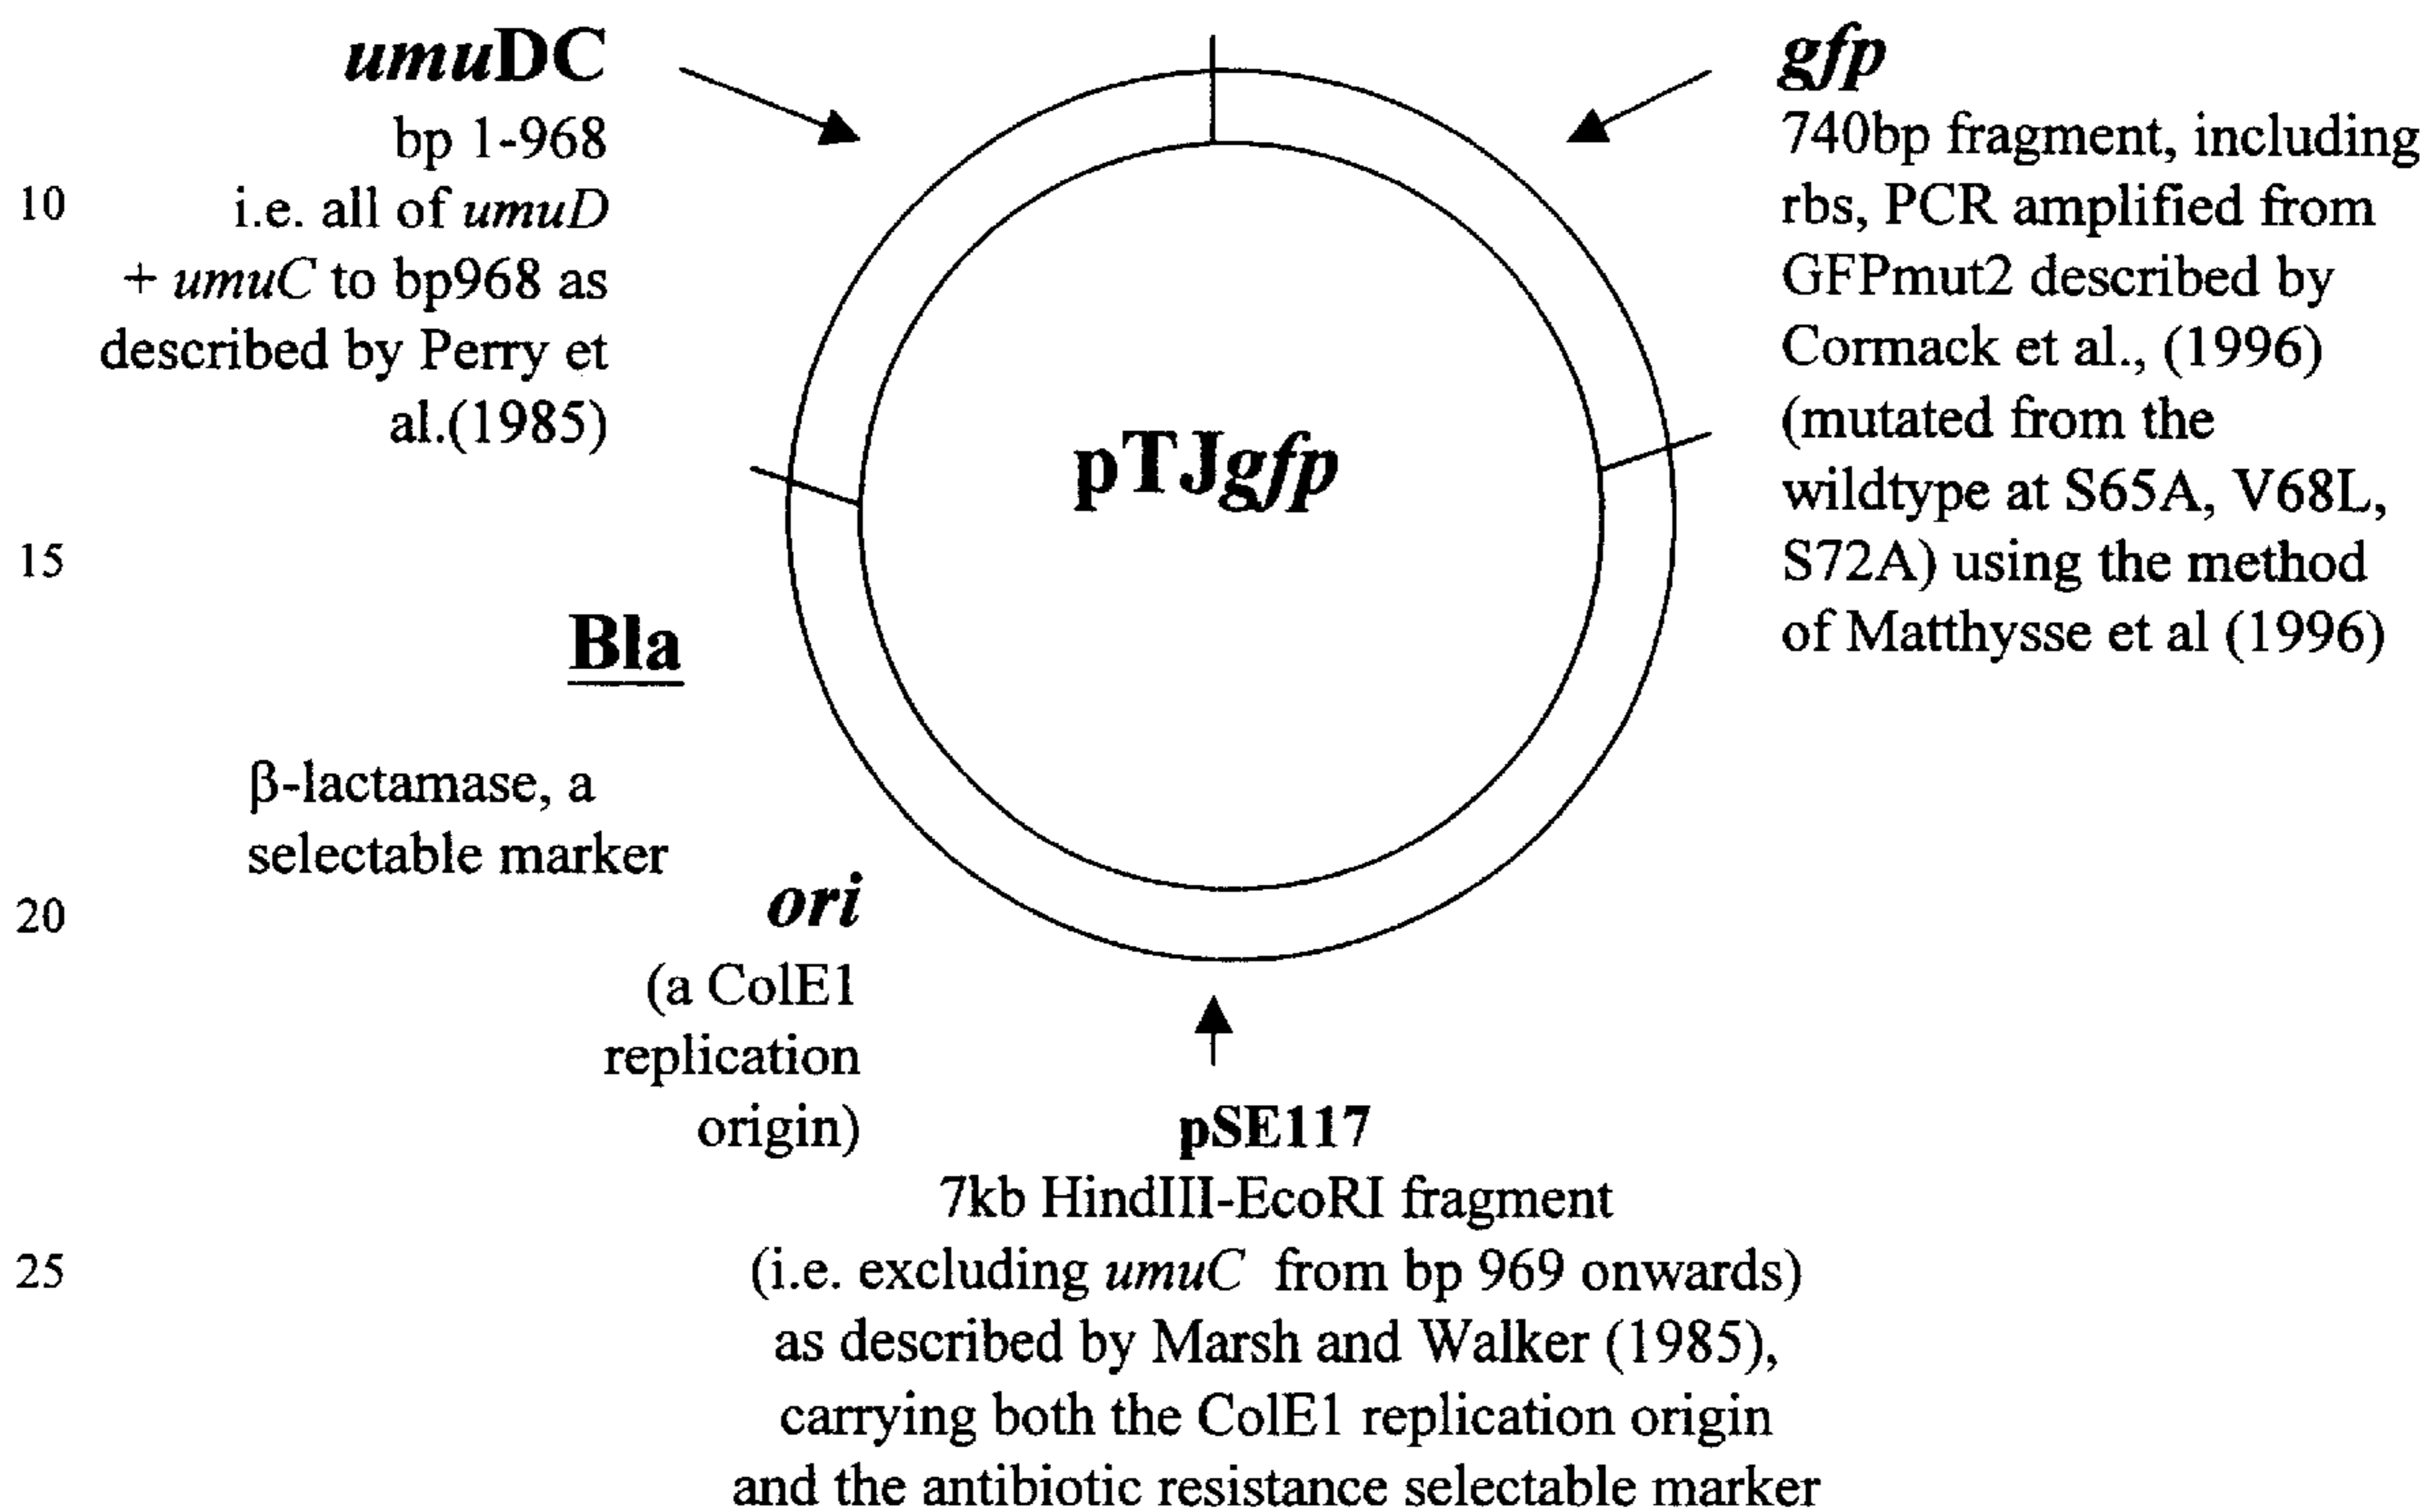 umuDC
bp 1-968
10
i.e. all of umuD
+ umuC to bp968 as
described by Perry et
al.(1985)
gfp
740bp fragment, including
rbs, PCR amplified from
GFPmut2 described by
Cormack et al., (1996)
(mutated from the
wildtype at S65A, V68L,
S72A) using the method
of Matthysse et al (1996)
pTJgfp
15
Bla
β-lactamase, a
selectable marker
20
ori
(a ColE1
replication
origin)
pSE117
7kb HindIII-EcoRI fragment
25
(i.e. excluding umuC from bp 969 onwards)
as described by Marsh and Walker (1985),
carrying both the ColE1 replication origin
and the antibiotic resistance selectable marker